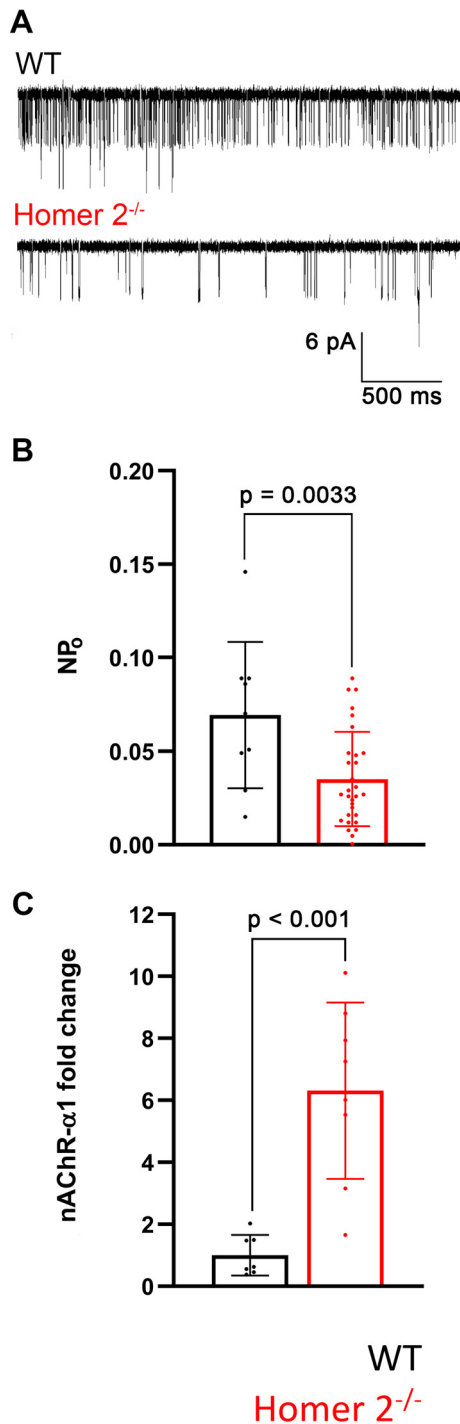 A
WT
Homer 2⁻/⁻
6 pA
500 ms
B
0.20
p = 0.0033
0.15
NP₀
0.10
0.05
0.00
C
12
p < 0.001
10
nAChR-α1 fold change
8
6
4
2
0
WT
Homer 2⁻/⁻